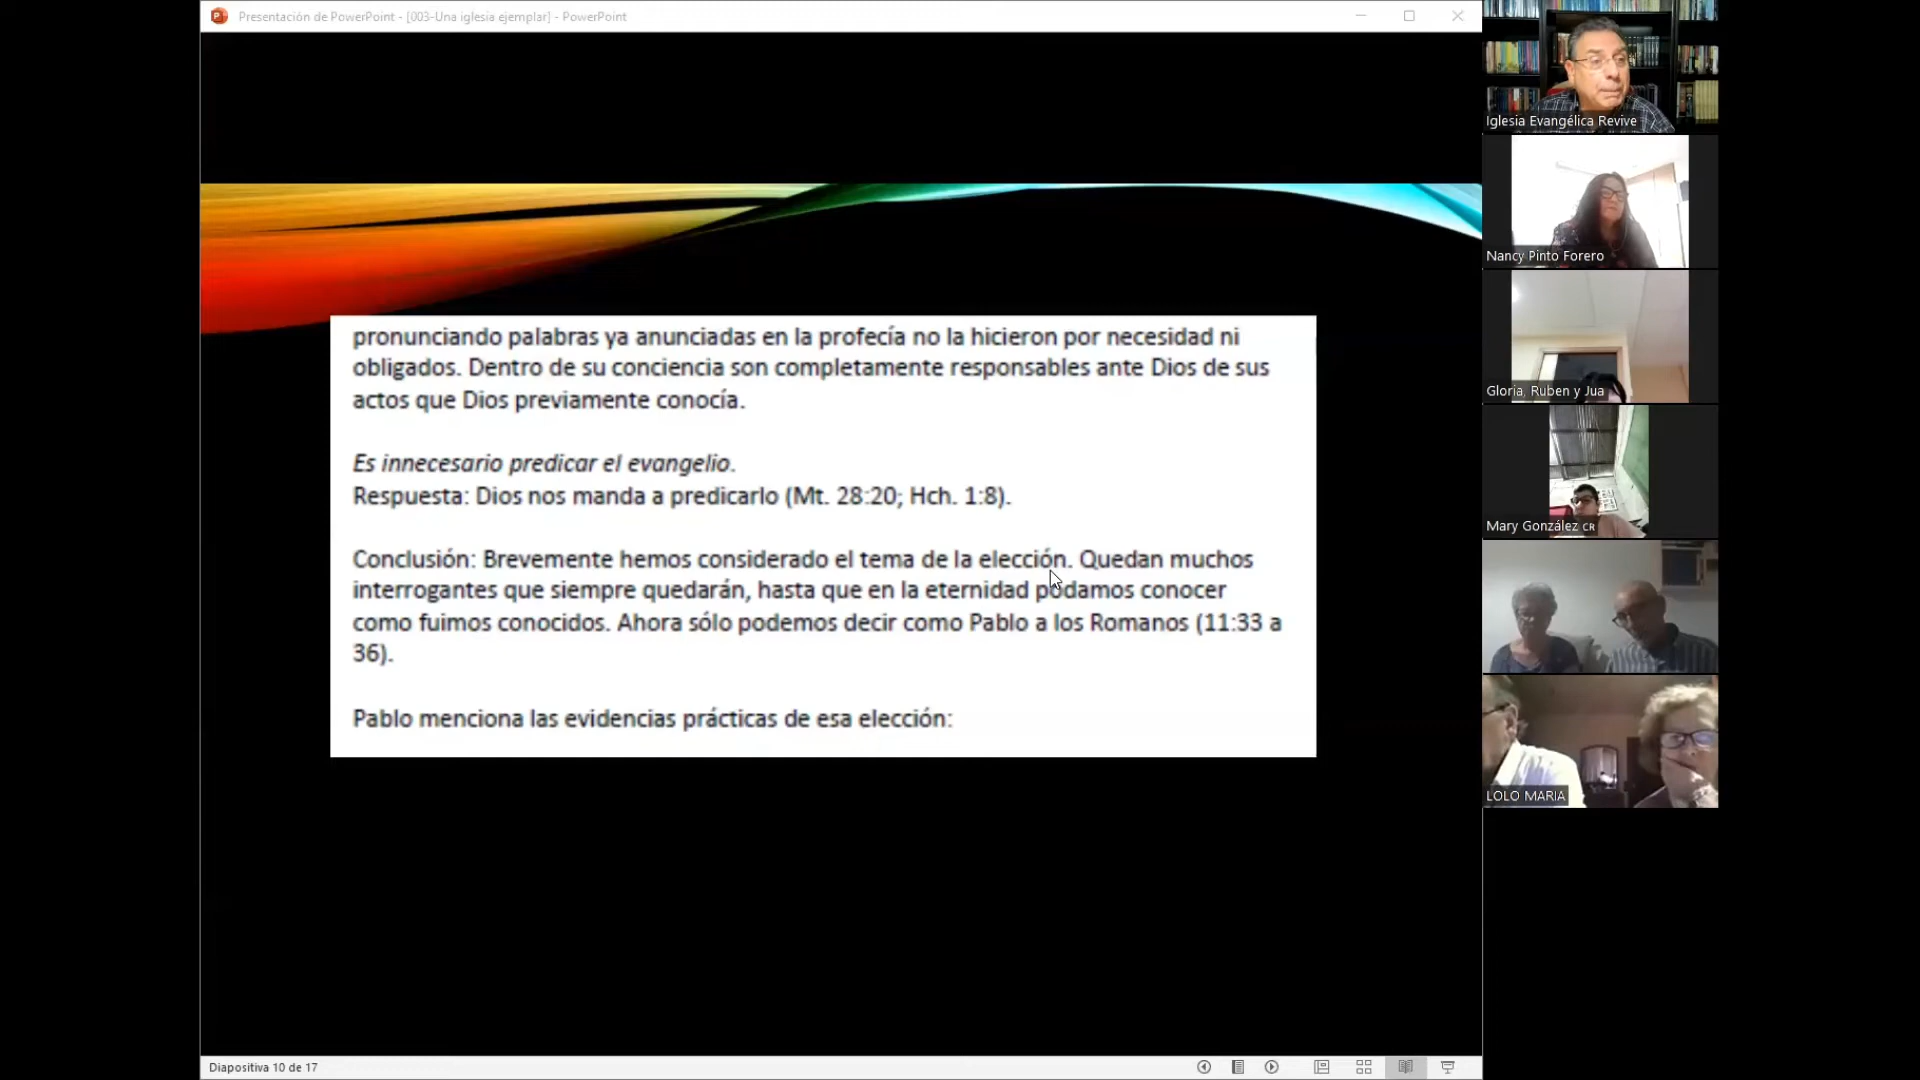 Presentación de PowerPoint - [003-Una iglesia ejemplar] - PowerPoint
pronunciando palabras ya anunciadas en la profecía no la hicieron por necesidad ni
obligados. Dentro de su conciencia son completamente responsables ante Dios de sus
actos que Dios previamente conocía.
Es innecesario predicar el evangelio.
Respuesta: Dios nos manda a predicarlo (Mt. 28:20; Hch. 1:8).
Conclusión: Brevemente hemos considerado el tema de la elección. Quedan muchos
interrogantes que siempre quedarán, hasta que en la eternidad podamos conocer
como fuimos conocidos. Ahora sólo podemos decir como Pablo a los Romanos (11:33 a
36).
Pablo menciona las evidencias prácticas de esa elección:
Diapositiva 10 de 17
Iglesia Evangélica Revive
Nancy Pinto Forero
Gloria, Ruben y Jua
Mary González CR
LOLO MARIA